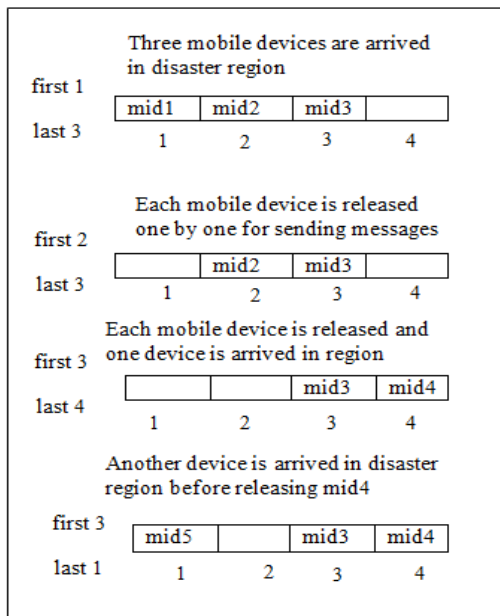 Three mobile devices are arrived
in disaster region
first 1
mid1 mid2 mid3
last 3
1 2 3 4
Each mobile device is released
one by one for sending messages
first 2
mid2 mid3
last 3
1 2 3 4
Each mobile device is released and
one device is arrived in region
first 3
mid3 mid4
last 4
1 2 3 4
Another device is arrived in disaster
region before releasing mid4
first 3
mid5 mid3 mid4
last 1
1 2 3 4